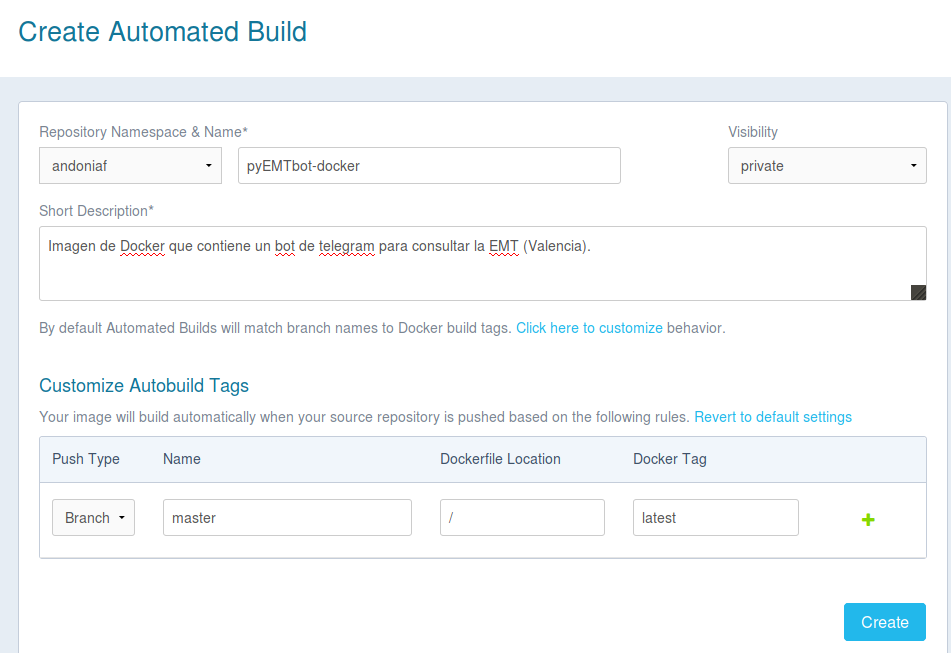 Create Automated Build
Repository Namespace & Name* Visibility
andoniaf pyEMTbot-docker private
Short Description*
Imagen de Docker que contiene un bot de telegram para consultar la EMT (Valencia).
By default Automated Builds will match branch names to Docker build tags. Click here to customize behavior.
Customize Autobuild Tags
Your image will build automatically when your source repository is pushed based on the following rules. Revert to default settings
Push Type Name Dockerfile Location Docker Tag
Branch master / latest
Create